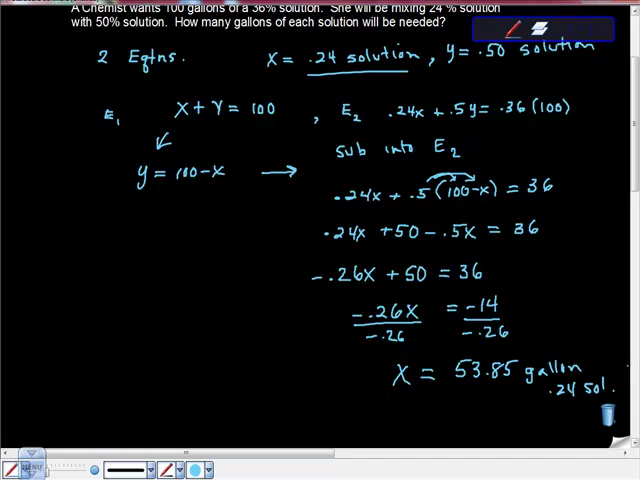 A Chemist wants 100 gallons of a 36% solution. She will be mixing 24 % solution
with 50% solution. How many gallons of each solution will be needed?
2 Eqtns. x = .24 solution, y = .50 solution
E₁ x + y = 100, E₂ .24x + .5y = .36(100)
sub into E₂
y = 100-x →
.24x + .5(100-x) = 36
.24x + 50 - .5x = 36
-.26x + 50 = 36
-.26x = -14
-.26 -.26
x = 53.85 gallon
.24 sol.
MENU